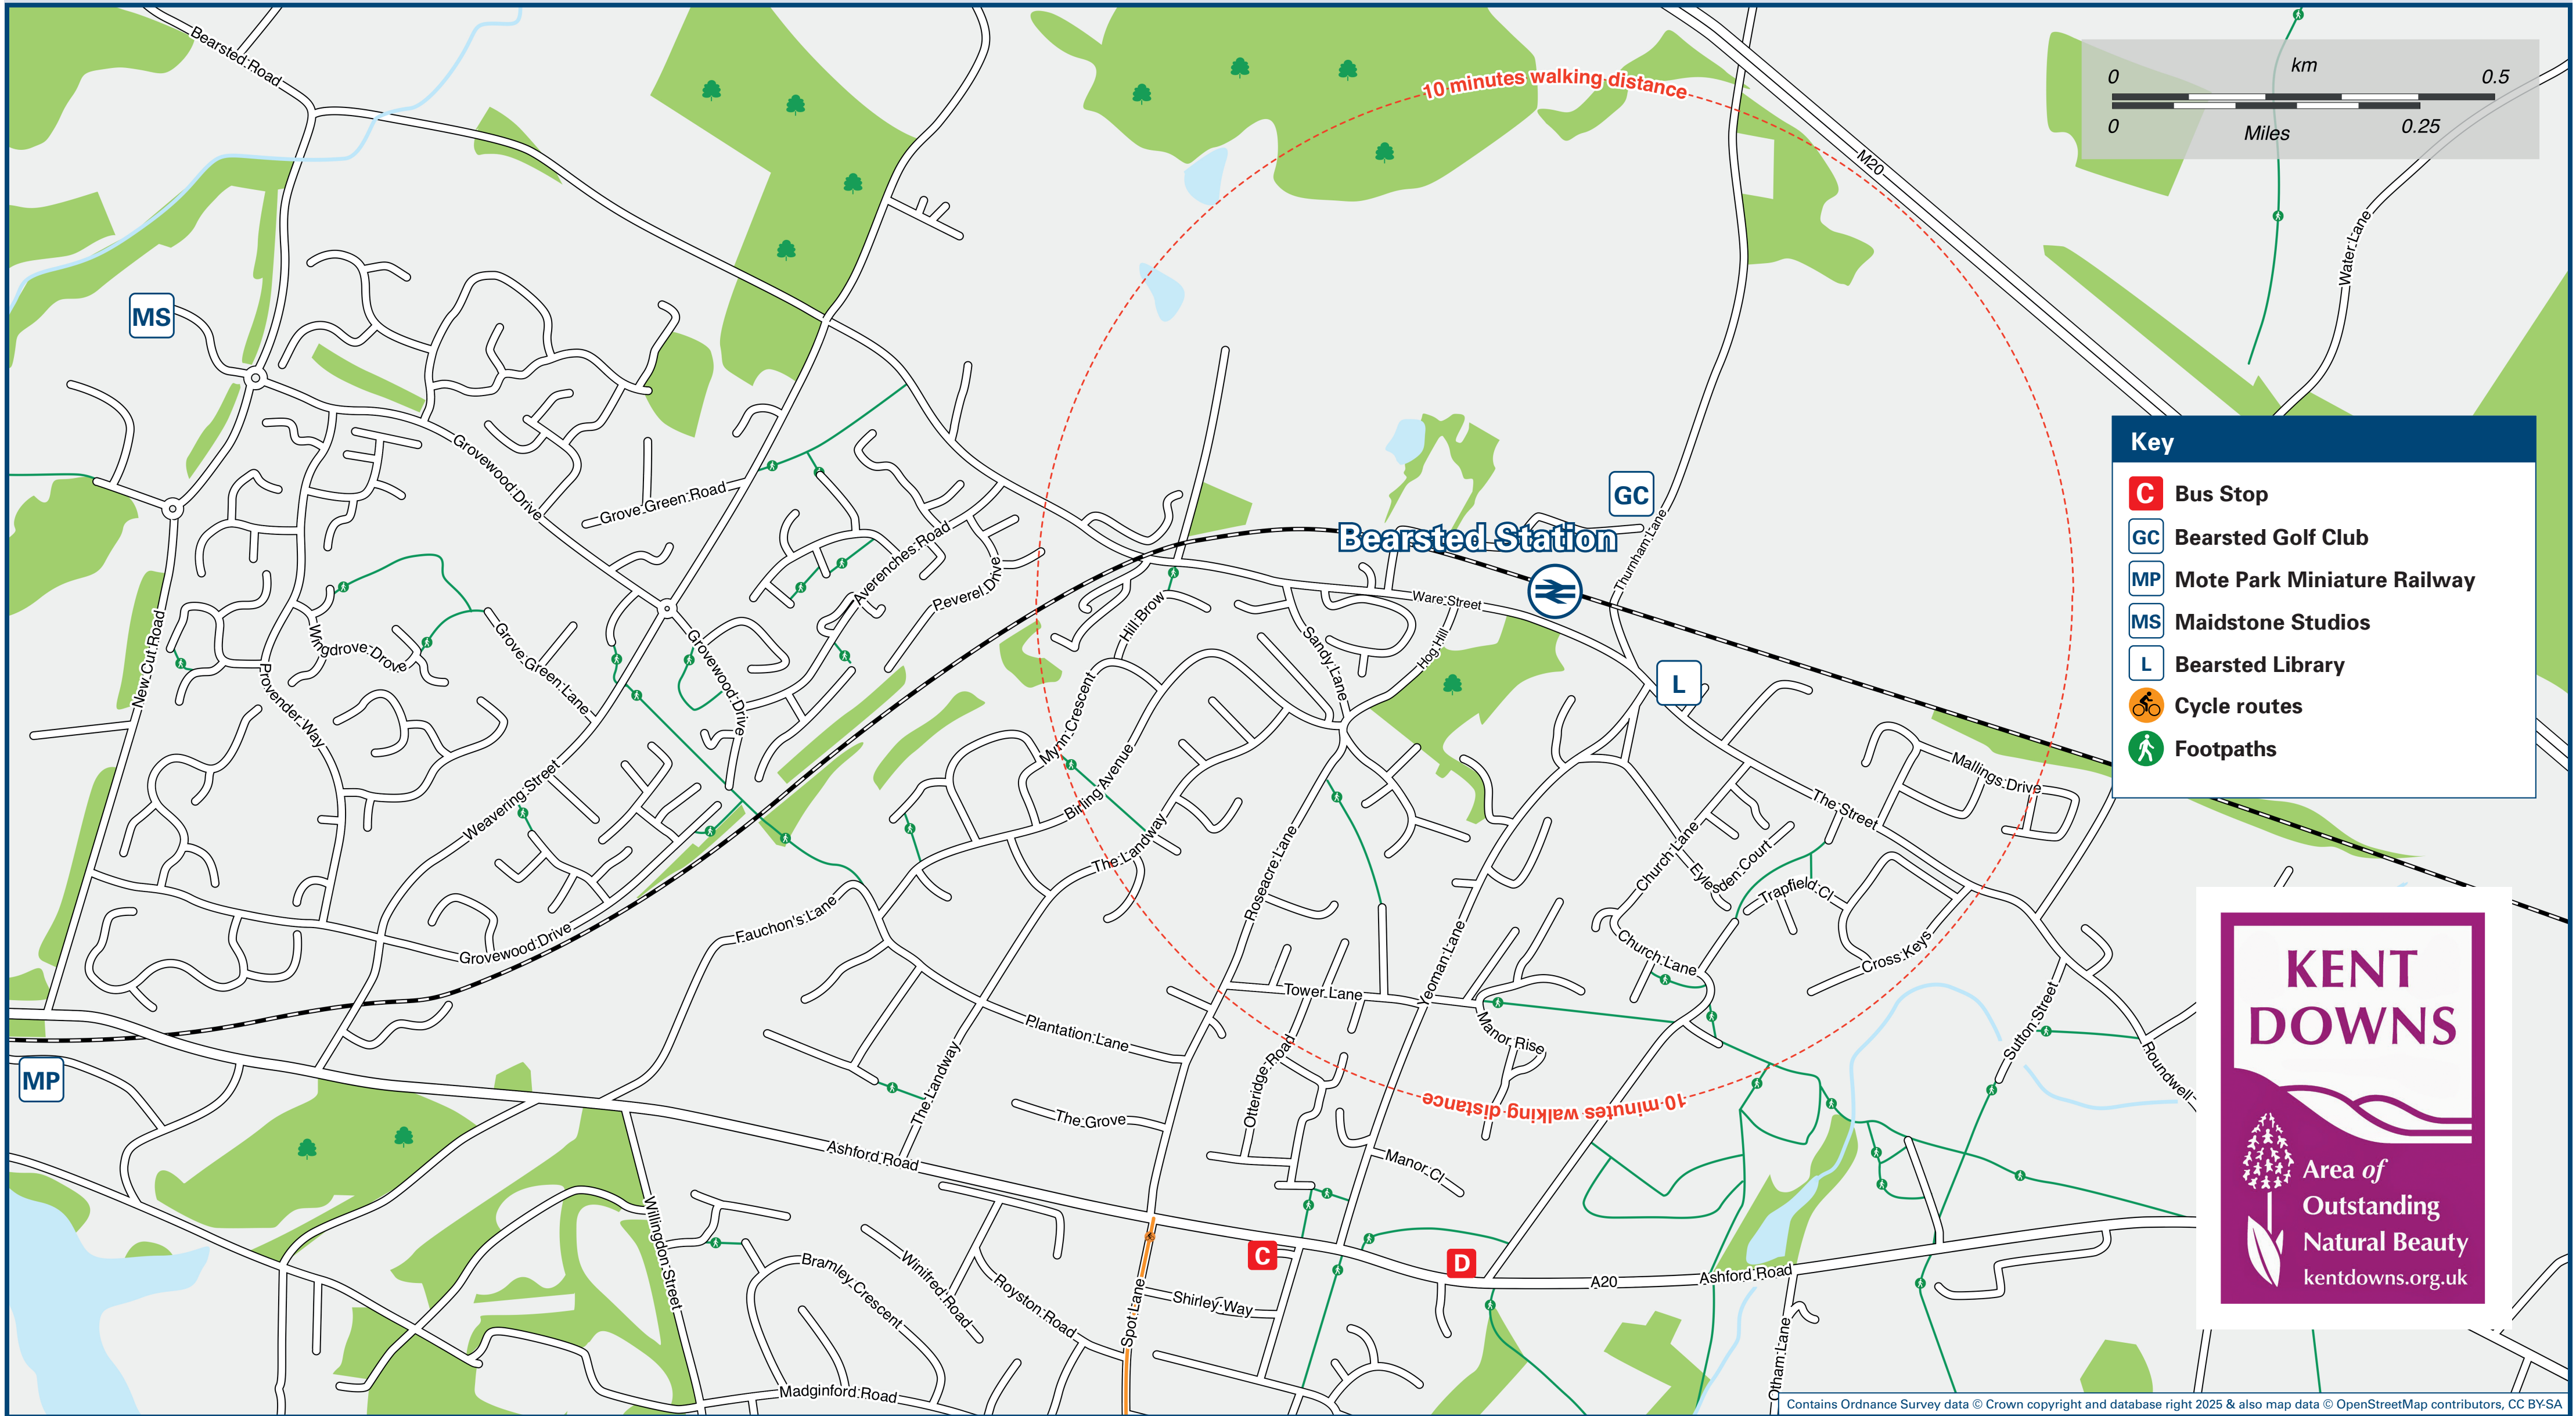 Bearsted Road
10 minutes walking distance
km
0
0.5
0
0.25
Miles
M20
Water Lane
MS
Grovewood Drive
Grove Green Road
GC
Bearsted Station
Thurnham Lane
Averenches Road
Peverel Drive
Hill Brow
Ware Street
Sandy Lane
Hog Hill
L
New Cut Road
Wingdrove Drove
Grove Green Lane
Grovewood Drive
Provender Way
Mynn Crescent
Birling Avenue
Weavering Street
The Landway
Roseacre Lane
Mallings Drive
The Street
Church Lane
Eylesden Court
Trapfield Cl
Fauchon's Lane
Grovewood Drive
Yeoman Lane
Church Lane
Cross Keys
Tower Lane
Plantation Lane
Manor Rise
Otteridge Road
Sutton Street
Roundwell
MP
The Landway
The Grove
10 minutes walking distance
Ashford Road
Manor Cl
Willingdon Street
Winifred Road
Bramley Crescent
Royston Road
Spot Lane
Shirley Way
C
D
A20
Ashford Road
Otham Lane
Madginford Road
Key
C Bus Stop
GC Bearsted Golf Club
MP Mote Park Miniature Railway
MS Maidstone Studios
L Bearsted Library
Cycle routes
Footpaths
KENT
DOWNS
Area of
Outstanding
Natural Beauty
kentdowns.org.uk
Contains Ordnance Survey data © Crown copyright and database right 2025 & also map data © OpenStreetMap contributors, CC BY-SA